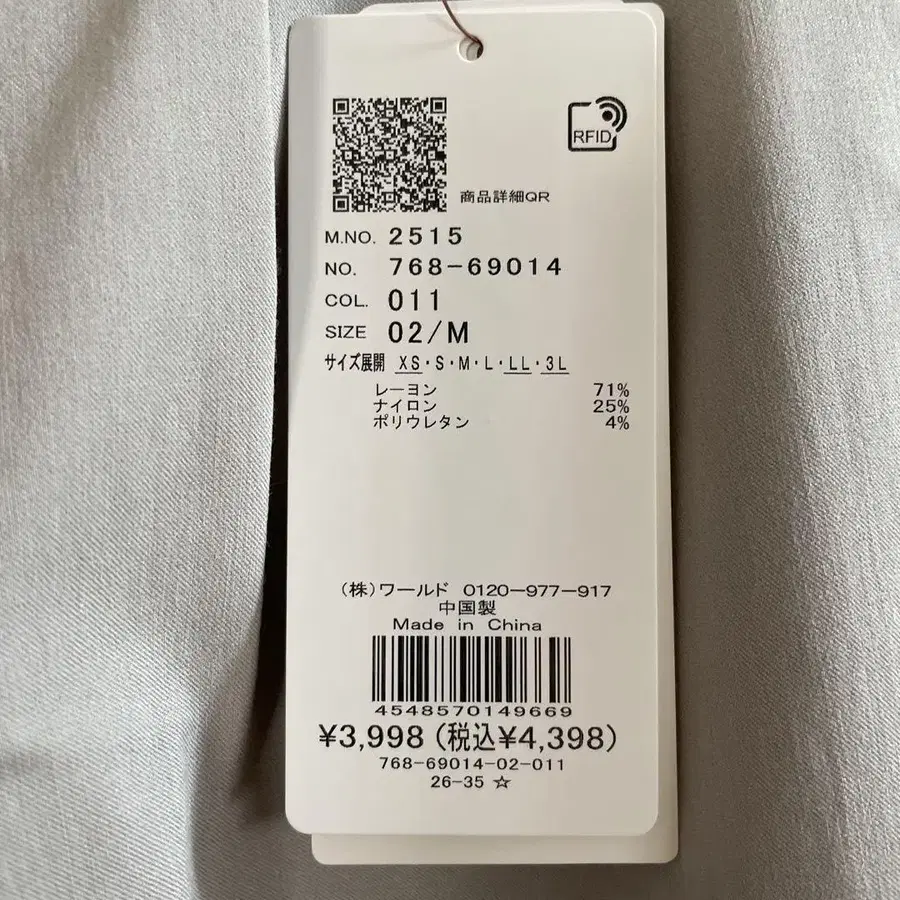 RFID
商品詳細QR
M.NO. 2515
NO. 768-69014
COL. 011
SIZE 02/M
サイズ展開 XS・S・M・L・LL・3L
レーヨン 71%
ナイロン 25%
ポリウレタン 4%
(株)ワールド 0120-977-917
中国製
Made in China
4548570149669
¥3,998(税込¥4,398)
768-69014-02-011
26-35 ☆